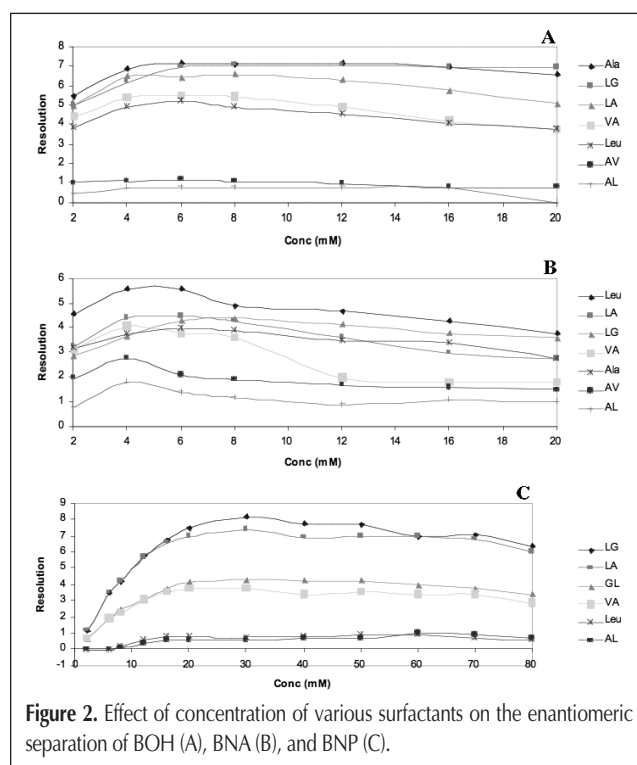 A
8
7
6
5
4
3
2
1
0
Resolution
2 4 6 8 10 12 14 16 18 20
Conc (mM)
Ala
LG
LA
VA
Leu
AV
AL
B
6
5
4
3
2
1
0
Resolution
2 4 6 8 10 12 14 16 18 20
Conc (mM)
Leu
LA
LG
VA
Ala
AV
AL
C
9
8
7
6
5
4
3
2
1
0
-1
Resolution
0 10 20 30 40 50 60 70 80
Conc (mM)
LG
LA
GL
VA
Leu
AL
Figure 2. Effect of concentration of various surfactants on the enantiomeric
separation of BOH (A), BNA (B), and BNP (C).